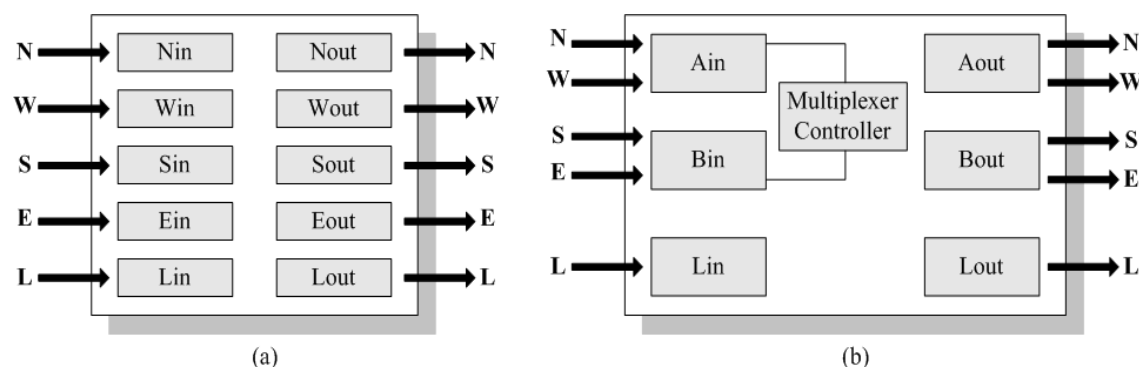 N Nin Nout N
W Win Wout W
S Sin Sout S
E Ein Eout E
L Lin Lout L
(a)
N Ain Aout N
W W
Multiplexer
Controller
S Bin Bout S
E E
L Lin Lout L
(b)